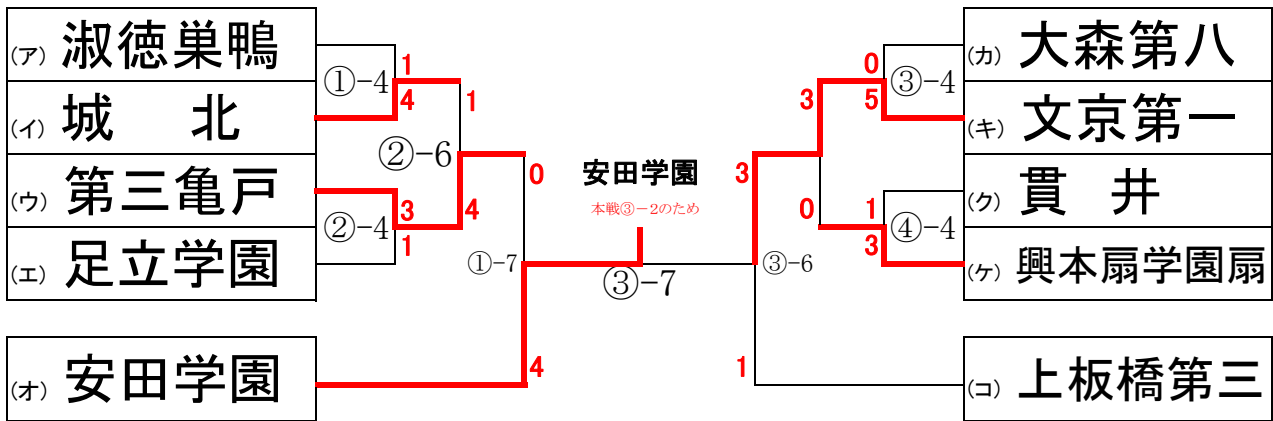 (ア) 淑徳巣鴨
(イ) 城 北
(ウ) 第三亀戸
(エ) 足立学園
(オ) 安田学園
①-4
1
4
②-6
1
4
②-4
3
1
①-7
0
4
安田学園
本戦③-2のため
③-7
3
1
③-6
3
0
0
5
③-4
1
3
④-4
(カ) 大森第八
(キ) 文京第一
(ク) 貫 井
(ケ) 興本扇学園扇
(コ) 上板橋第三